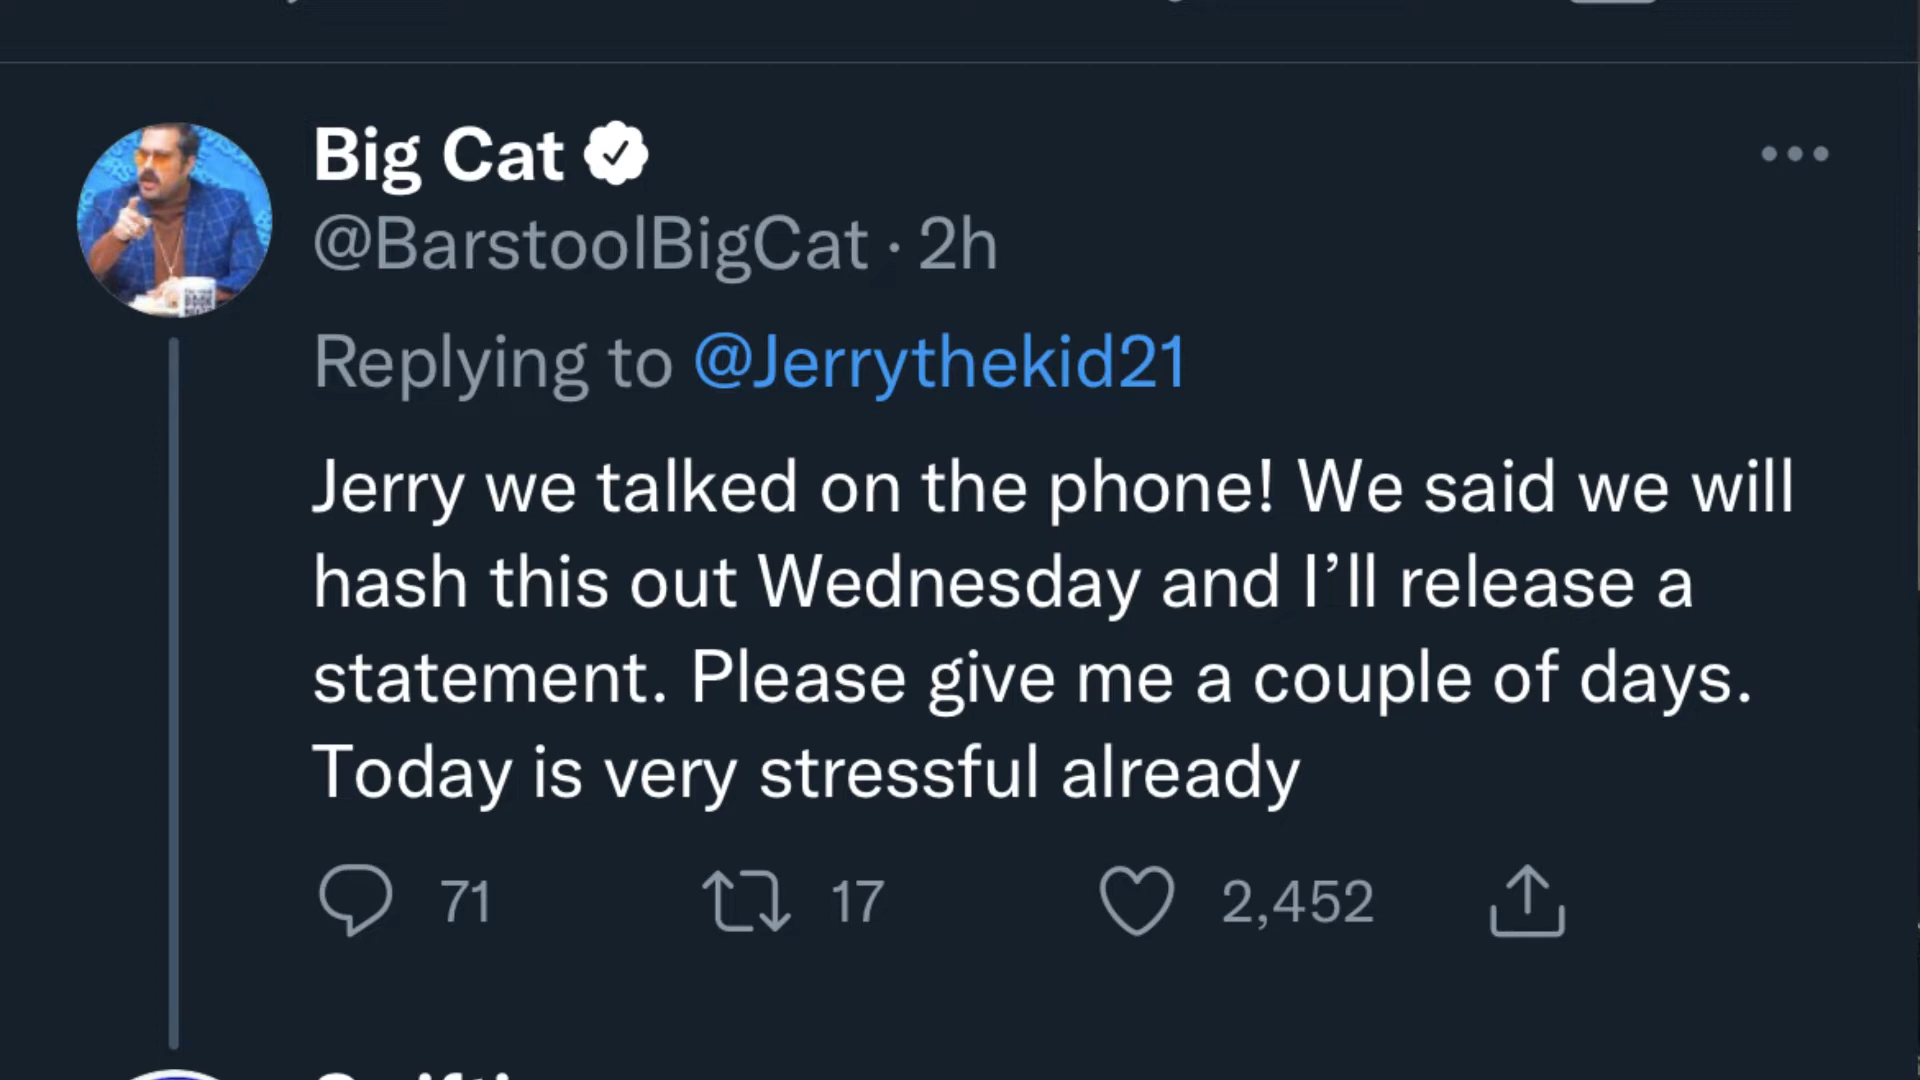 Big Cat
@BarstoolBigCat · 2h
Replying to @Jerrythekid21
Jerry we talked on the phone! We said we will
hash this out Wednesday and I’ll release a
statement. Please give me a couple of days.
Today is very stressful already
71 17 2,452